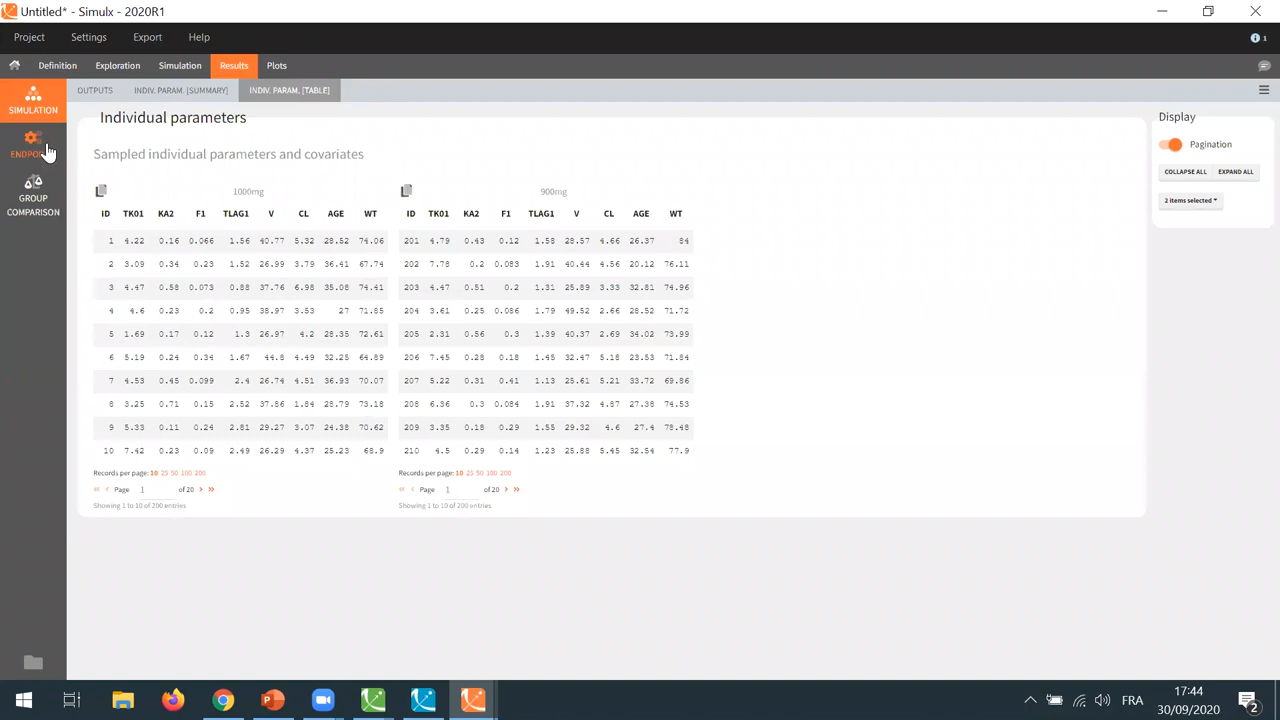 Untitled* - Simulx - 2020R1
Project Settings Export Help
1
Definition Exploration Simulation Results Plots
SIMULATION
OUTPUTS INDIV. PARAM. [SUMMARY] INDIV. PARAM. [TABLE]
GROUP
COMPARISON
Individual parameters
Sampled individual parameters and covariates
1000mg
ID TK01 KA2 F1 TLAG1 V CL AGE WT
1 4.22 0.16 0.066 1.56 40.77 5.32 28.52 74.06
2 3.09 0.34 0.23 1.52 26.99 3.79 36.41 67.74
3 4.47 0.58 0.073 0.88 37.76 6.98 35.08 74.41
4 4.6 0.23 0.2 0.95 38.97 3.53 27 71.85
5 1.69 0.17 0.12 1.3 26.97 4.2 28.35 72.61
6 5.19 0.24 0.34 1.67 44.8 4.49 32.25 64.89
7 4.53 0.45 0.099 2.4 26.74 4.51 36.93 70.07
8 3.25 0.71 0.15 2.52 37.86 1.84 28.79 73.18
9 5.33 0.11 0.24 2.81 29.27 3.07 24.38 70.62
10 7.42 0.23 0.09 2.49 26.29 4.37 25.23 68.9
Records per page: 10 25 50 100 200
Page 1 of 20
Showing 1 to 10 of 200 entries
900mg
ID TK01 KA2 F1 TLAG1 V CL AGE WT
201 4.79 0.43 0.12 1.58 28.57 4.66 26.37 84
202 7.78 0.2 0.083 1.91 40.44 4.56 20.12 76.11
203 4.47 0.51 0.2 1.31 25.89 3.33 32.81 74.96
204 3.61 0.25 0.086 1.79 49.52 2.66 28.52 71.72
205 2.31 0.56 0.3 1.39 40.37 2.69 34.02 73.99
206 7.45 0.28 0.18 1.45 32.47 5.18 23.53 71.84
207 5.22 0.31 0.41 1.13 25.61 5.21 33.72 69.86
208 6.36 0.3 0.084 1.91 37.32 4.87 27.38 74.53
209 3.35 0.18 0.29 1.55 29.32 4.6 27.4 78.48
210 4.5 0.29 0.14 1.23 25.88 5.45 32.54 77.9
Records per page: 10 25 50 100 200
Page 1 of 20
Showing 1 to 10 of 200 entries
Display
Pagination
COLLAPSE ALL EXPAND ALL
2 items selected
FRA
17:44
30/09/2020
2